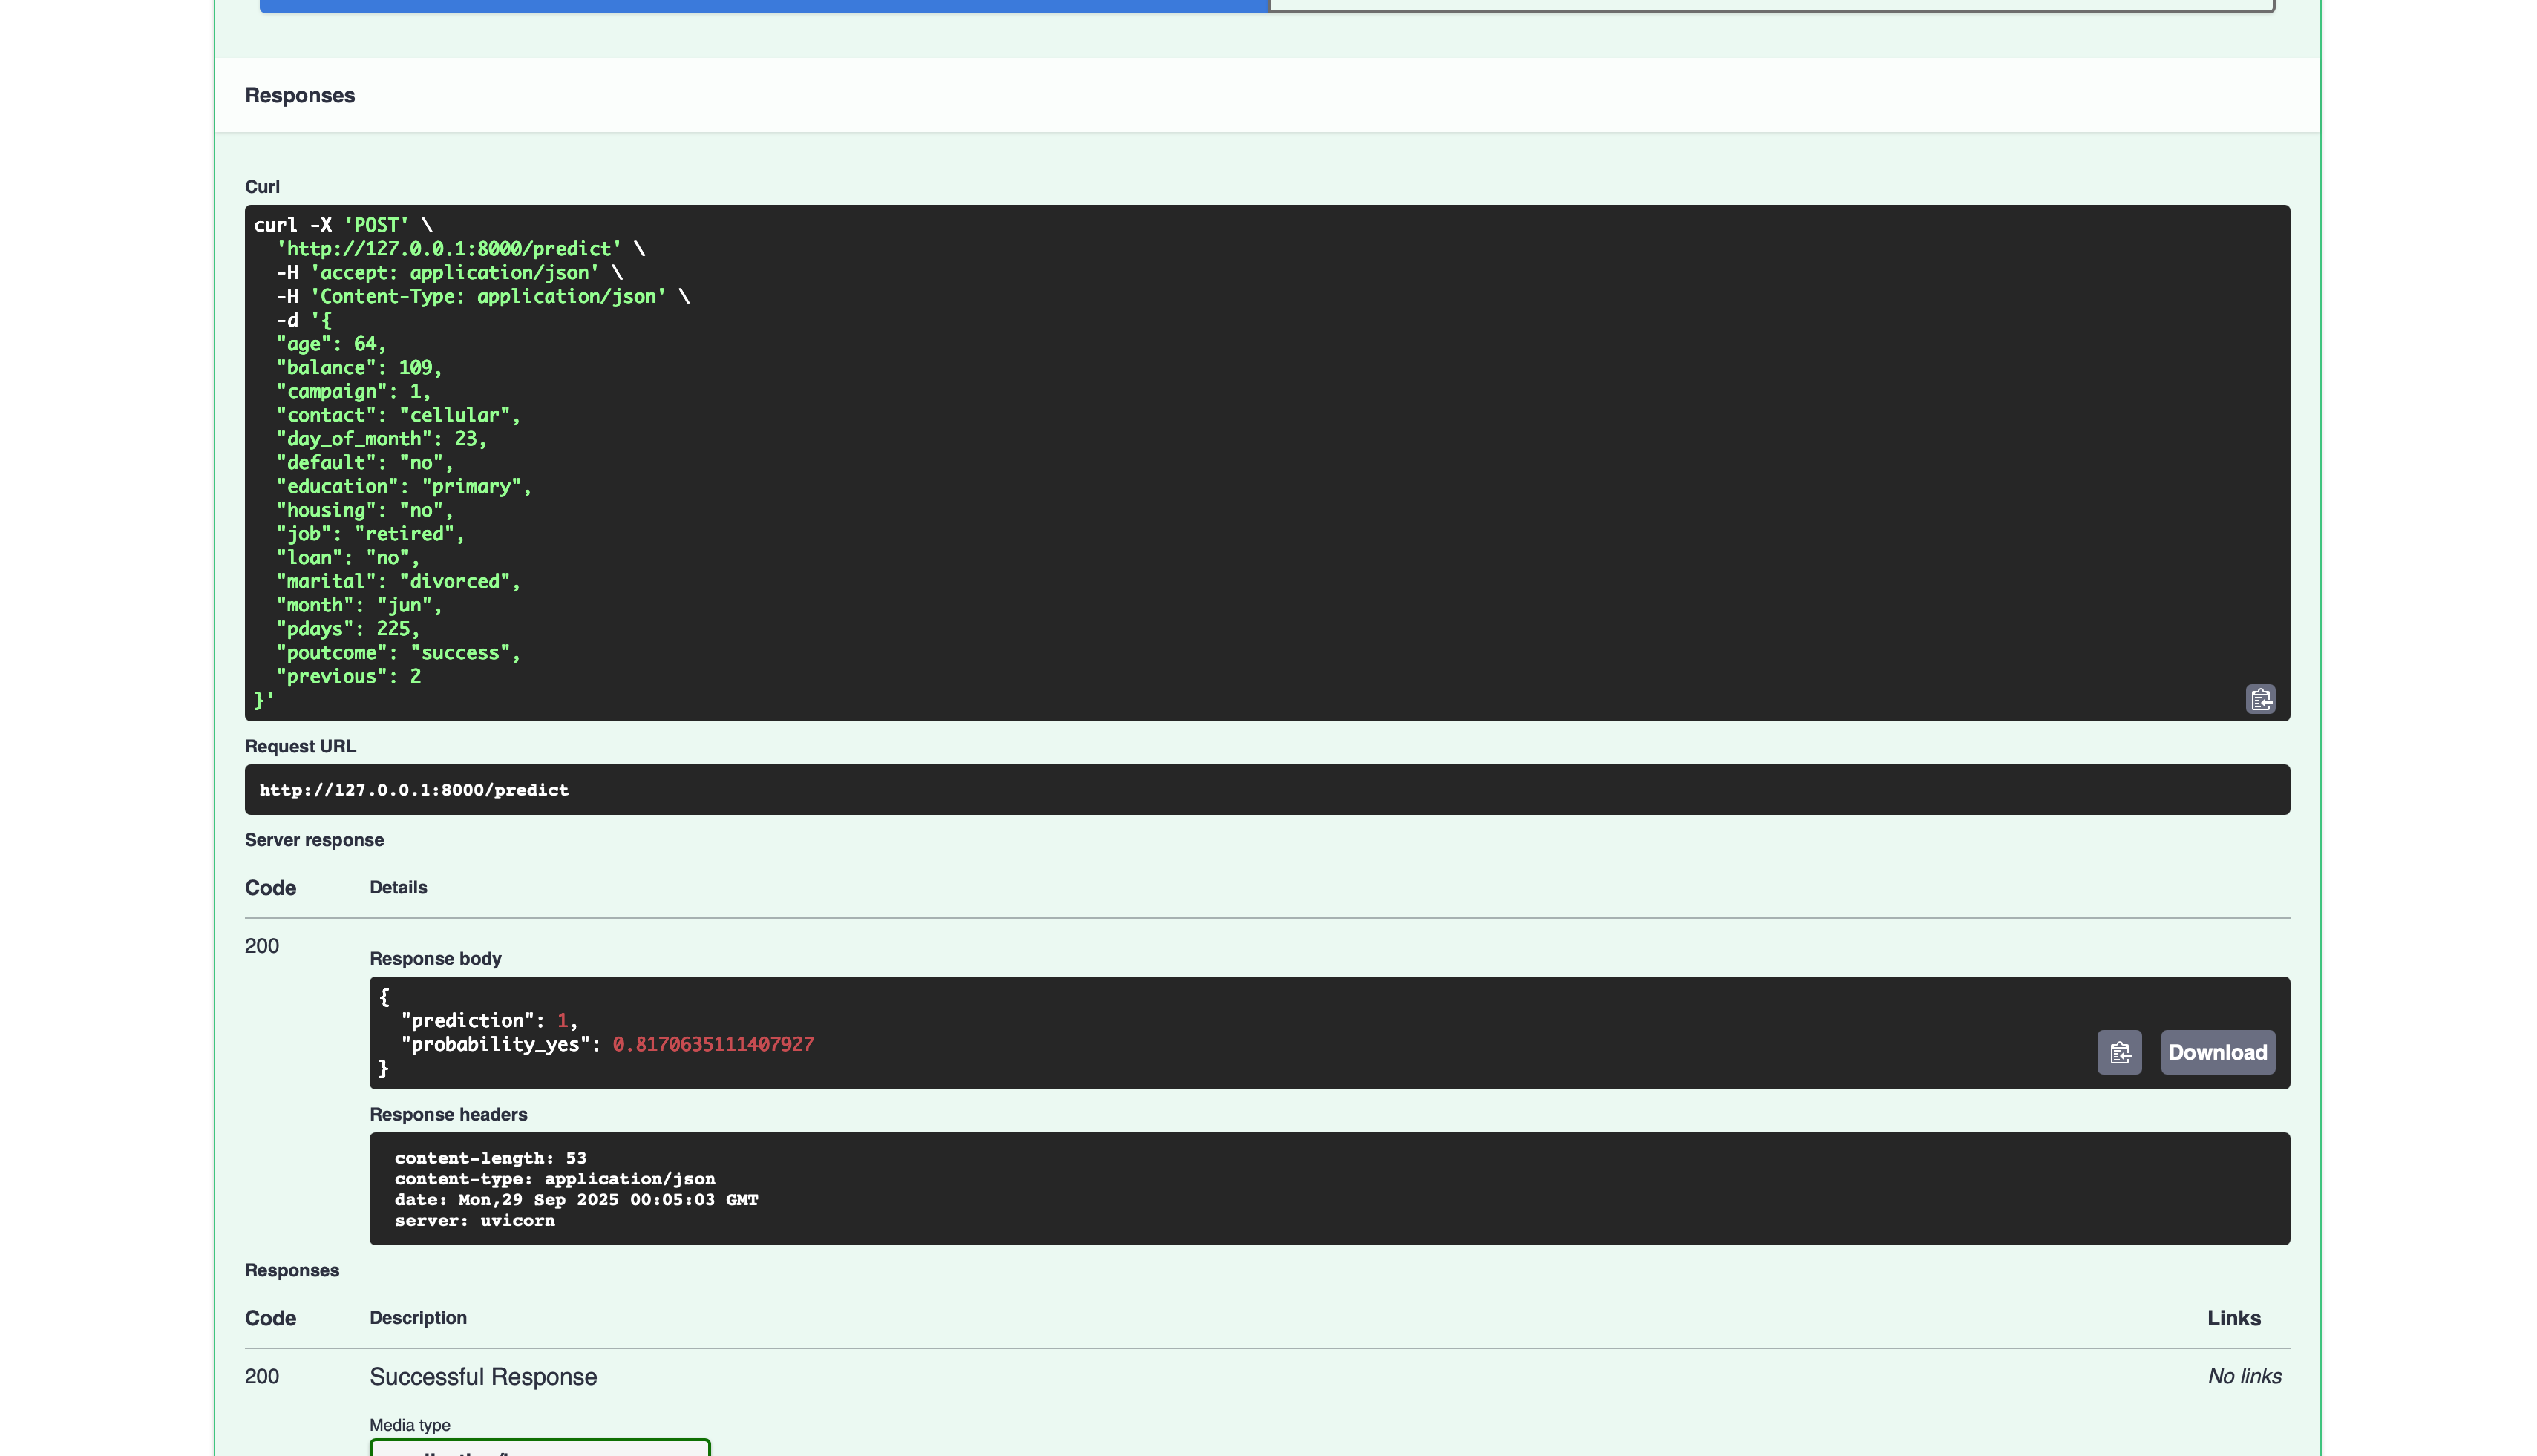 Responses
Curl
curl -X 'POST' \
  'http://127.0.0.1:8000/predict' \
  -H 'accept: application/json' \
  -H 'Content-Type: application/json' \
  -d '{
  "age": 64,
  "balance": 109,
  "campaign": 1,
  "contact": "cellular",
  "day_of_month": 23,
  "default": "no",
  "education": "primary",
  "housing": "no",
  "job": "retired",
  "loan": "no",
  "marital": "divorced",
  "month": "jun",
  "pdays": 225,
  "poutcome": "success",
  "previous": 2
}'
Request URL
http://127.0.0.1:8000/predict
Server response
Code Details
200
Response body
{
  "prediction": 1,
  "probability_yes": 0.8170635111407927
}
Download
Response headers
content-length: 53
content-type: application/json
date: Mon,29 Sep 2025 00:05:03 GMT
server: uvicorn
Responses
Code Description Links
200 Successful Response No links
Media type